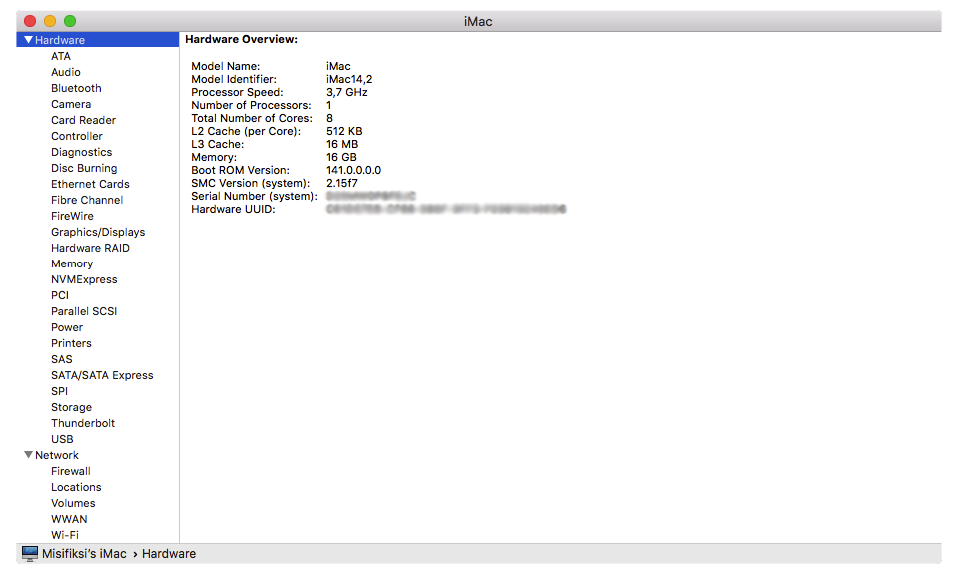 iMac
Hardware
ATA
Audio
Bluetooth
Camera
Card Reader
Controller
Diagnostics
Disc Burning
Ethernet Cards
Fibre Channel
FireWire
Graphics/Displays
Hardware RAID
Memory
NVMExpress
PCI
Parallel SCSI
Power
Printers
SAS
SATA/SATA Express
SPI
Storage
Thunderbolt
USB
Network
Firewall
Locations
Volumes
WWAN
Wi-Fi
Hardware Overview:
Model Name: iMac
Model Identifier: iMac14,2
Processor Speed: 3,7 GHz
Number of Processors: 1
Total Number of Cores: 8
L2 Cache (per Core): 512 KB
L3 Cache: 16 MB
Memory: 16 GB
Boot ROM Version: 141.0.0.0.0
SMC Version (system): 2.15f7
Serial Number (system):
Hardware UUID:
Misifiksi's iMac › Hardware